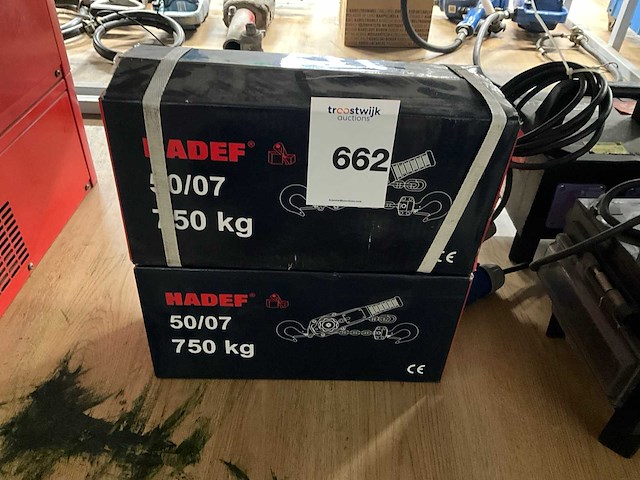 troostwijk
auctions
662
HADEF®
50/07
750 kg
CE
HADEF®
50/07
750 kg
CE